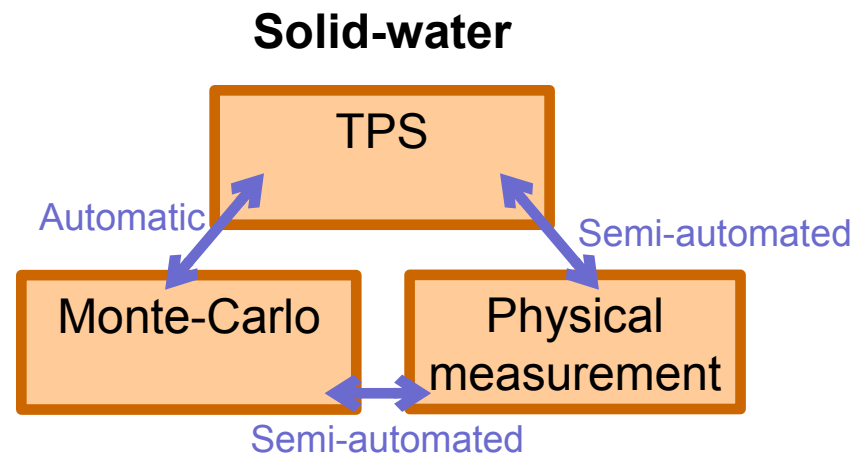 Solid-water
TPS
Automatic
Semi-automated
Monte-Carlo
Physical
measurement
Semi-automated